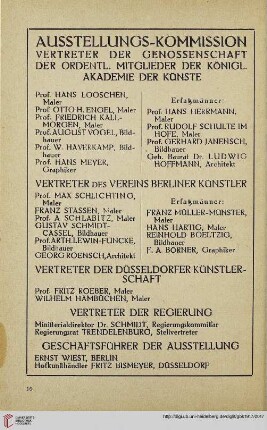 AUSSTELLUNGS-KOMMISSION
VERTRETER DER GENOSSENSCHAFT
DER ORDENTL. MITGLIEDER DER KÖNIGL.
AKADEMIE DER KÜNSTE
Prof. HANS LOOSCHEN,
Maler
Prof. OTTO H. ENGEL, Maler
Prof. FRIEDRICH KALL-
MORGEN, Maler
Prof. AUGUST VOGEL, Bild-
hauer
Prof. W. HAVERKAMP, Bild-
hauer
Prof. HANS MEYER,
Graphiker
Ersatzmänner:
Prof. HANS HERRMANN,
Maler
Prof. RUDOLF SCHULTE IM
HOFE, Maler
Prof. GERHARD JANENSCH,
Bildhauer
Geh. Baurat Dr. LUDWIG
HOFFMANN, Architekt
VERTRETER DES VEREINS BERLINER KÜNSTLER
Prof. MAX SCHLICHTING,
Maler
FRANZ STASSEN, Maler
Prof. A. SCHLABITZ, Maler
GUSTAV SCHMIDT-
CASSEL, Bildhauer
Prof. ARTH. LEWIN-FUNCKE,
Bildhauer
GEORG ROENSCH, Architekt
Ersatzmänner:
FRANZ MÜLLER-MÜNSTER,
Maler
HANS HARTIG, Maler
REINHOLD BOELTZIG,
Bildhauer
F. A. BÖRNER, Graphiker
VERTRETER DER DÜSSELDORFER KÜNSTLER-
SCHAFT
Prof. FRITZ ROEBER, Maler
WILHELM HAMBÜCHEN, Maler
VERTRETER DER REGIERUNG
Ministerialdirektor Dr. SCHMIDT, Regierungskommissar
Regierungsrat TRENDELENBURG, Stellvertreter
GESCHÄFTSFÜHRER DER AUSSTELLUNG
ERNST WIEST, BERLIN
Hofkunsthändler FRITZ BISMEYER, DÜSSELDORF